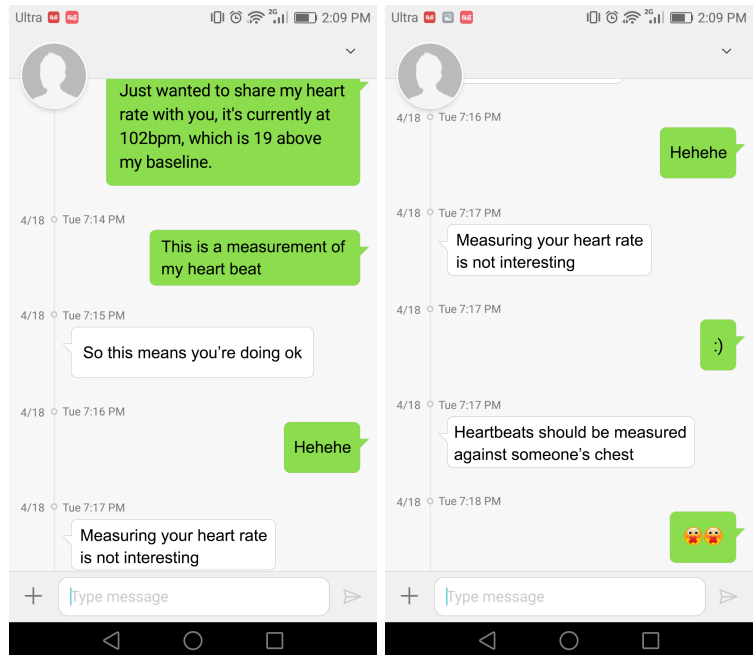 Ultra
2G
2:09 PM
Just wanted to share my heart
rate with you, it's currently at
102bpm, which is 19 above
my baseline.
4/18 Tue 7:14 PM
This is a measurement of
my heart beat
4/18 Tue 7:15 PM
So this means you're doing ok
4/18 Tue 7:16 PM
Hehehe
4/18 Tue 7:17 PM
Measuring your heart rate
is not interesting
Type message
Ultra
2G
2:09 PM
4/18 Tue 7:16 PM
Hehehe
4/18 Tue 7:17 PM
Measuring your heart rate
is not interesting
4/18 Tue 7:17 PM
:)
4/18 Tue 7:17 PM
Heartbeats should be measured
against someone's chest
4/18 Tue 7:18 PM
Type message